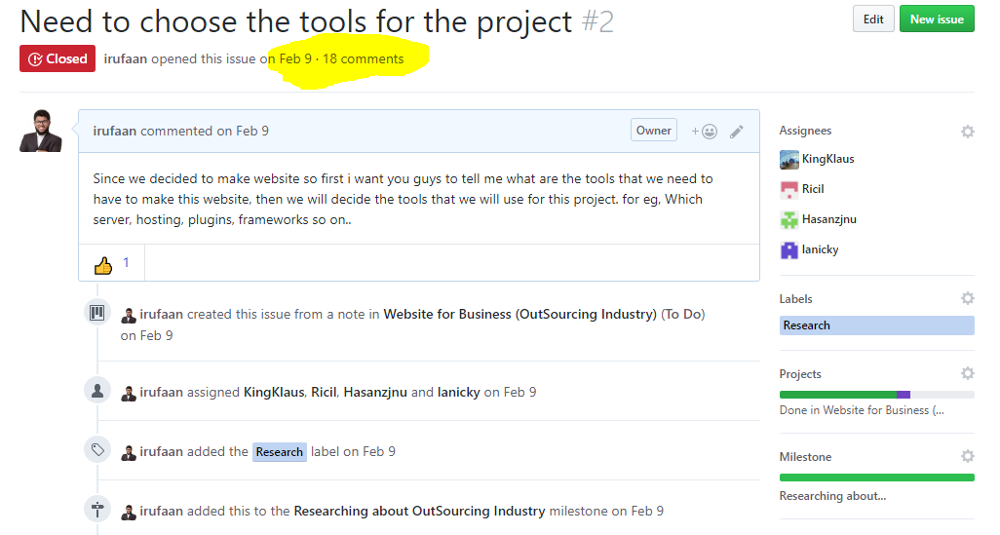 Need to choose the tools for the project #2
Edit
New issue
Closed
irufaan opened this issue on Feb 9 · 18 comments
irufaan commented on Feb 9
Owner
Since we decided to make website so first i want you guys to tell me what are the tools that we need to
have to make this website, then we will decide the tools that we will use for this project. for eg, Which
server, hosting, plugins, frameworks so on..
1
irufaan created this issue from a note in Website for Business (OutSourcing Industry) (To Do)
on Feb 9
irufaan assigned KingKlaus, Ricil, Hasanzjnu and Ianicky on Feb 9
irufaan added the Research label on Feb 9
irufaan added this to the Researching about OutSourcing Industry milestone on Feb 9
Assignees
KingKlaus
Ricil
Hasanzjnu
Ianicky
Labels
Research
Projects
Done in Website for Business (...
Milestone
Researching about...